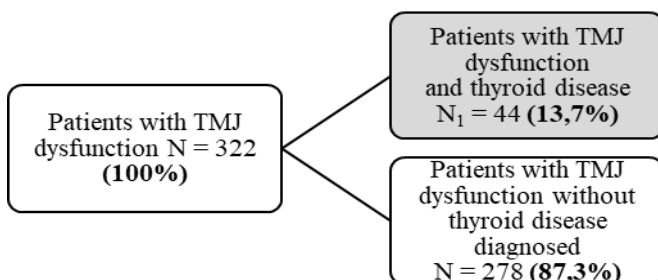 Patients with TMJ
dysfunction N = 322
(100%)
Patients with TMJ
dysfunction
and thyroid disease
N₁ = 44 (13,7%)
Patients with TMJ
dysfunction without
thyroid disease
diagnosed
N = 278 (87,3%)